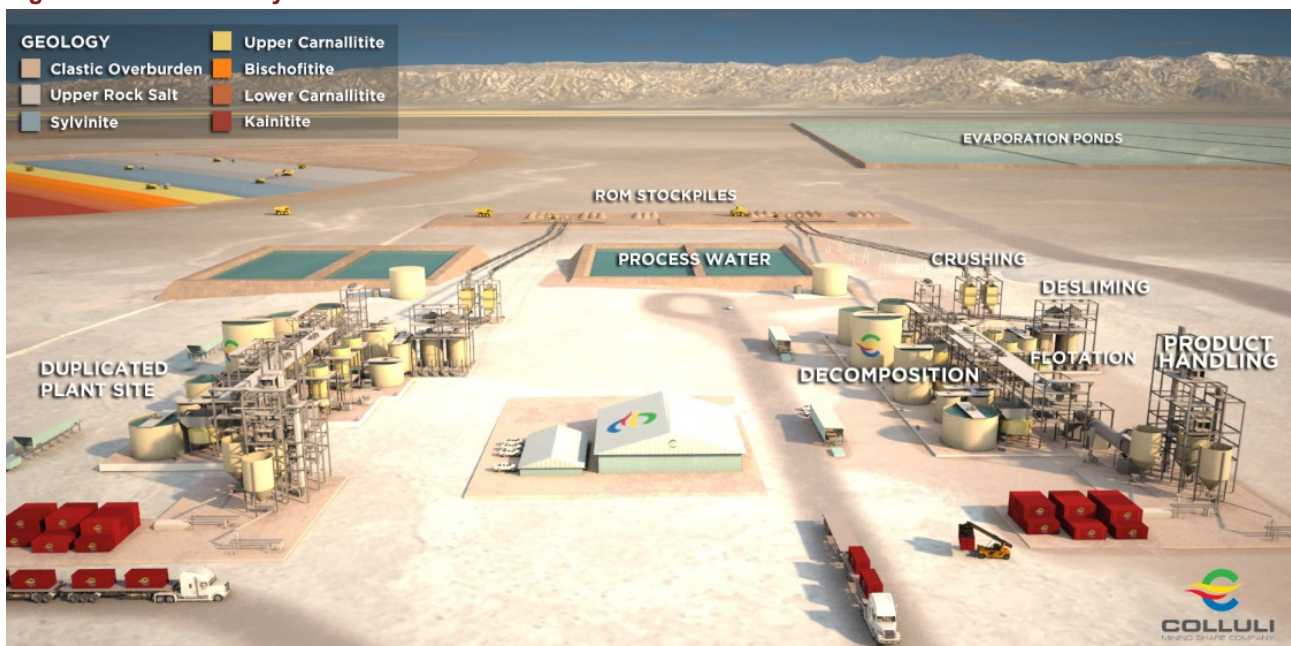 GEOLOGY
Clastic Overburden
Upper Rock Salt
Sylvinite
Upper Carnallitite
Bischofitite
Lower Carnallitite
Kainitite
EVAPORATION PONDS
ROM STOCKPILES
PROCESS WATER
CRUSHING
DESLIMING
FLOTATION
PRODUCT
HANDLING
DECOMPOSITION
DUPLICATED
PLANT SITE
COLLULI
MINING SHARE COMPANY